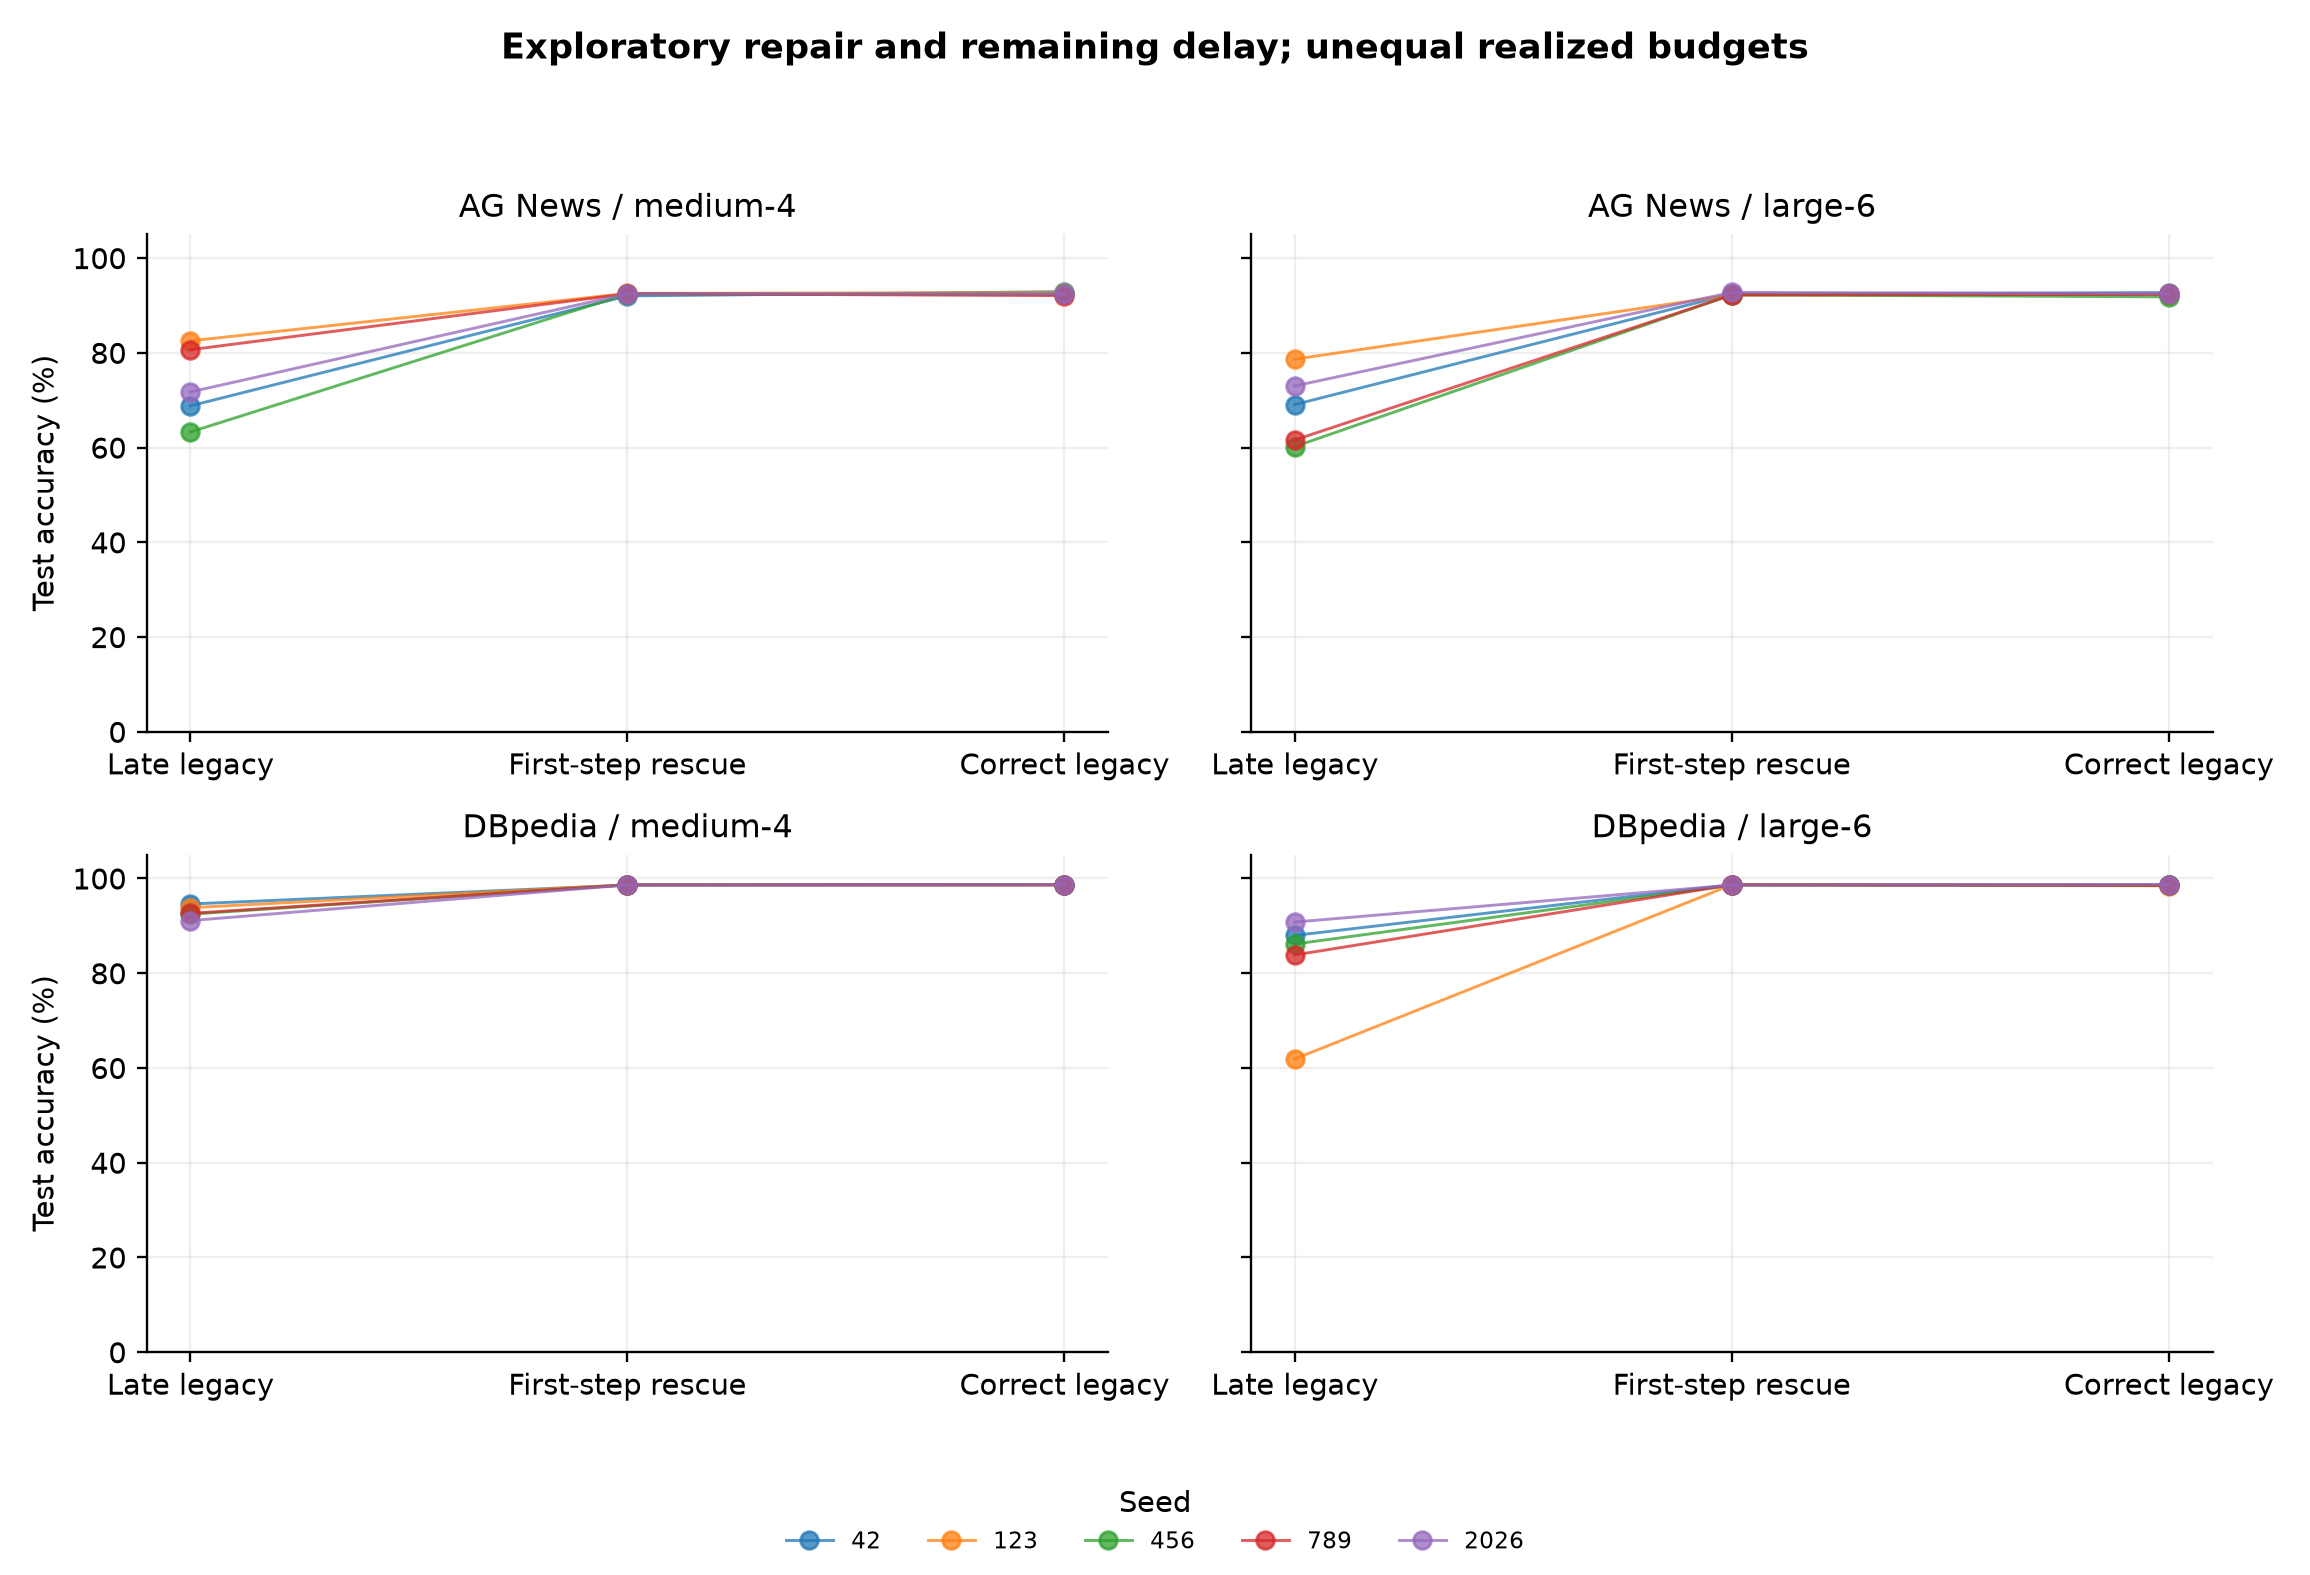 Exploratory repair and remaining delay; unequal realized budgets
AG News / medium-4
AG News / large-6
Test accuracy (%)
100
80
60
40
20
0
Late legacy
First-step rescue
Correct legacy
Late legacy
First-step rescue
Correct legacy
DBpedia / medium-4
DBpedia / large-6
Test accuracy (%)
100
80
60
40
20
0
Late legacy
First-step rescue
Correct legacy
Late legacy
First-step rescue
Correct legacy
Seed
42
123
456
789
2026